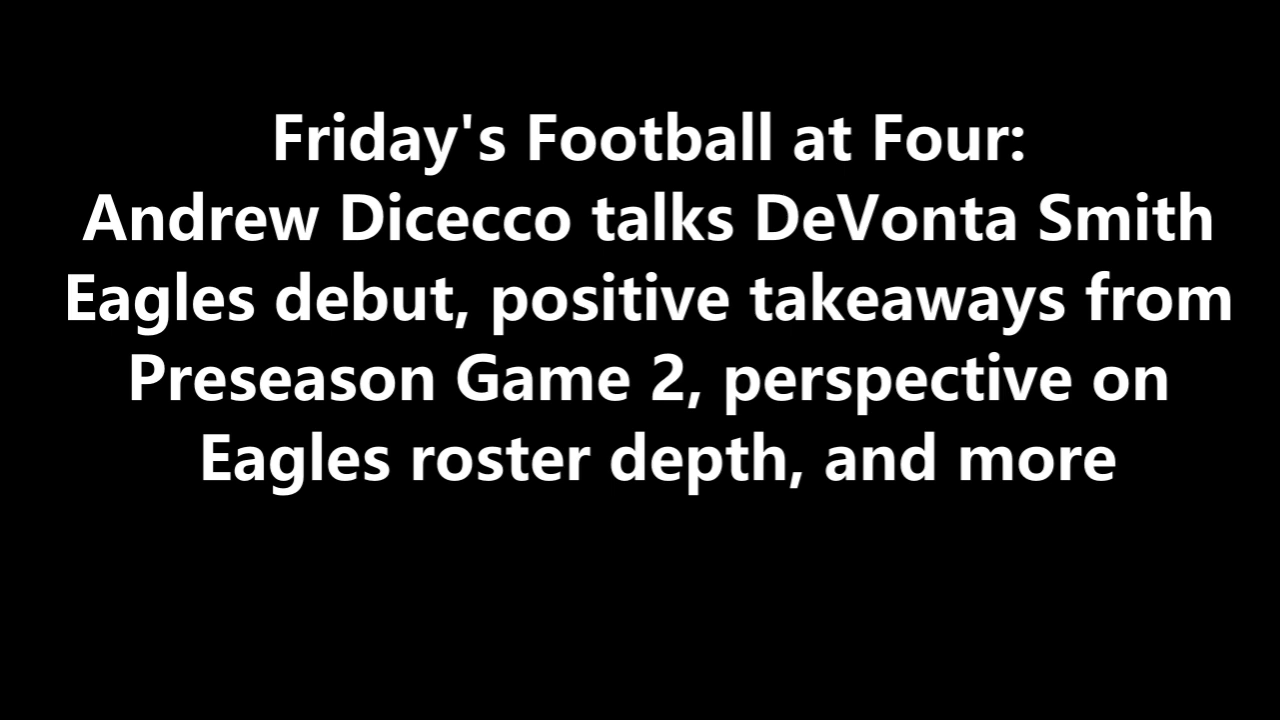 Friday's Football at Four:
Andrew Dicecco talks DeVonta Smith
Eagles debut, positive takeaways from
Preseason Game 2, perspective on
Eagles roster depth, and more